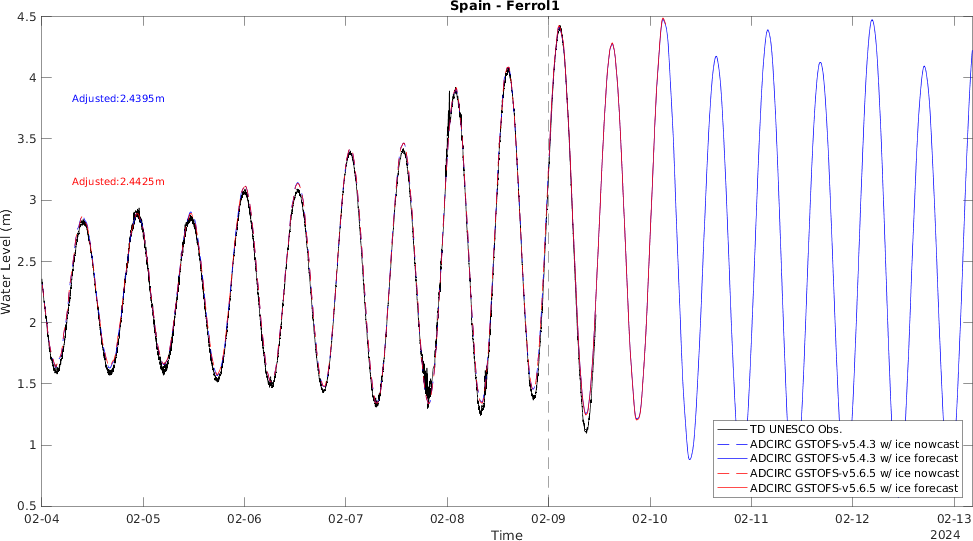 Spain - Ferrol1
4.5
4
3.5
3
2.5
2
1.5
1
0.5
Water Level (m)
Adjusted:2.4395m
Adjusted:2.4425m
TD UNESCO Obs.
ADCIRC GSTOFS-v5.4.3 w/ ice nowcast
ADCIRC GSTOFS-v5.4.3 w/ ice forecast
ADCIRC GSTOFS-v5.6.5 w/ ice nowcast
ADCIRC GSTOFS-v5.6.5 w/ ice forecast
02-04 02-05 02-06 02-07 02-08 02-09 02-10 02-11 02-12 02-13
Time
2024